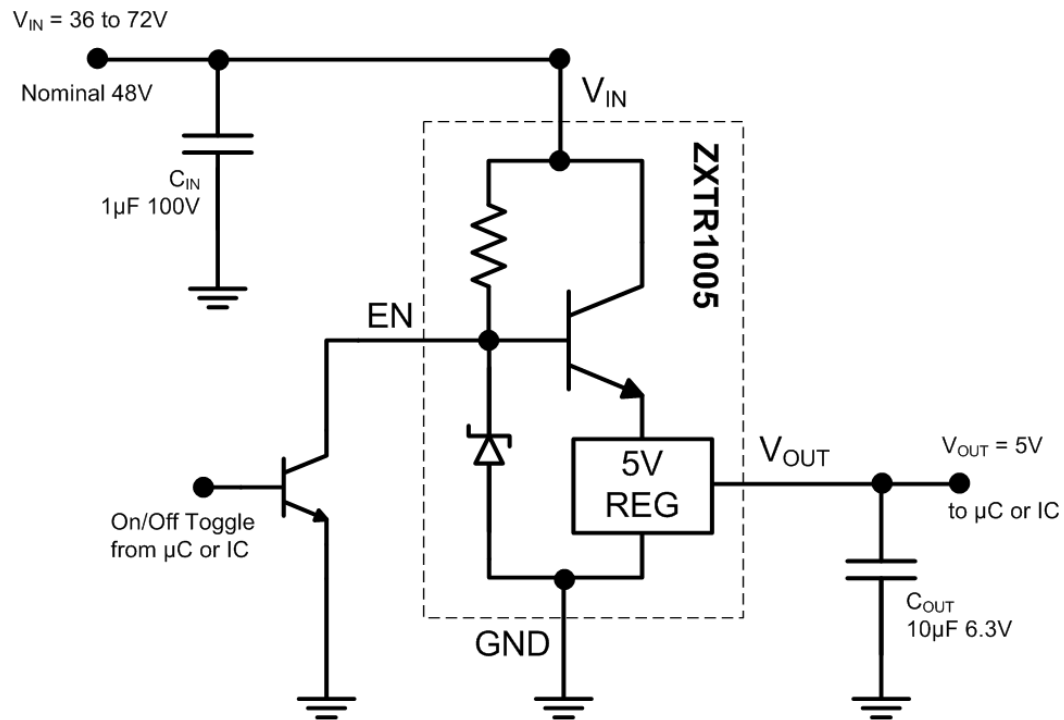 V_IN = 36 to 72V
Nominal 48V
V_IN
C_IN
1µF 100V
ZXTR1005
EN
5V
REG
V_OUT
V_OUT = 5V
to µC or IC
On/Off Toggle
from µC or IC
C_OUT
10µF 6.3V
GND